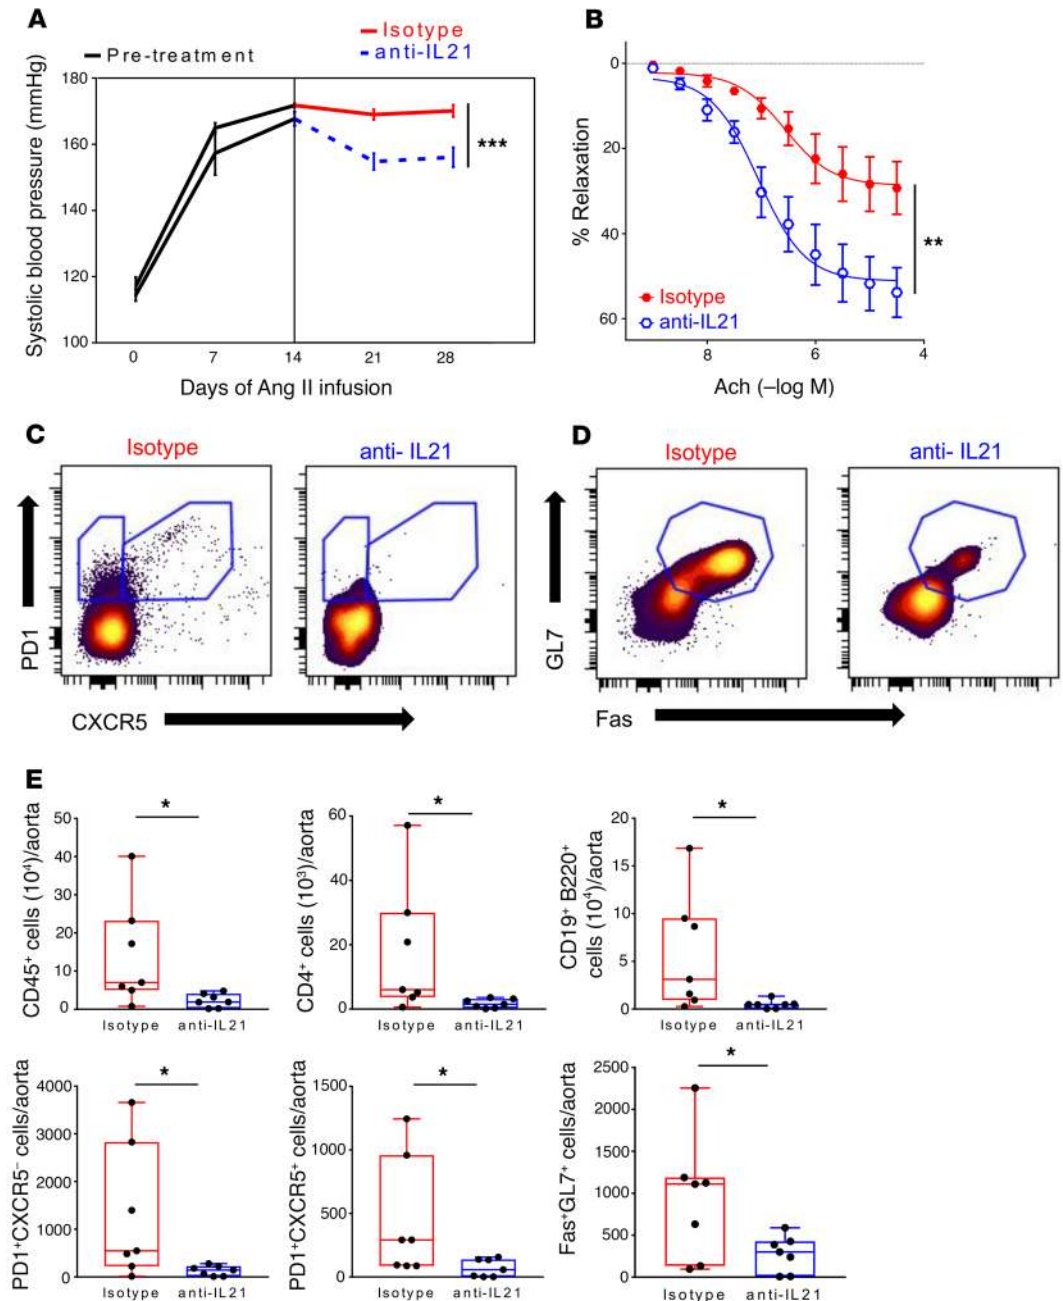 A
Pre-treatment
Isotype
anti-IL21
Systolic blood pressure (mmHg)
180
160
140
120
100
***
0 7 14 21 28
Days of Ang II infusion
B
% Relaxation
0
20
40
60
**
Isotype
anti-IL21
8 6 4
Ach (–log M)
C
Isotype
anti- IL21
PD1
CXCR5
D
Isotype
anti- IL21
GL7
Fas
E
CD45⁺ cells (10⁴)/aorta
50
40
30
20
10
0
*
Isotype anti-IL21
CD4⁺ cells (10³)/aorta
60
40
20
0
*
Isotype anti-IL21
CD19⁺ B220⁺
cells (10⁴)/aorta
20
15
10
5
0
*
Isotype anti-IL21
PD1⁺CXCR5⁻ cells/aorta
4000
3000
2000
1000
0
*
Isotype anti-IL21
PD1⁺CXCR5⁺ cells/aorta
1500
1000
500
0
*
Isotype anti-IL21
Fas⁺GL7⁺ cells/aorta
2500
2000
1500
1000
500
0
*
Isotype anti-IL21